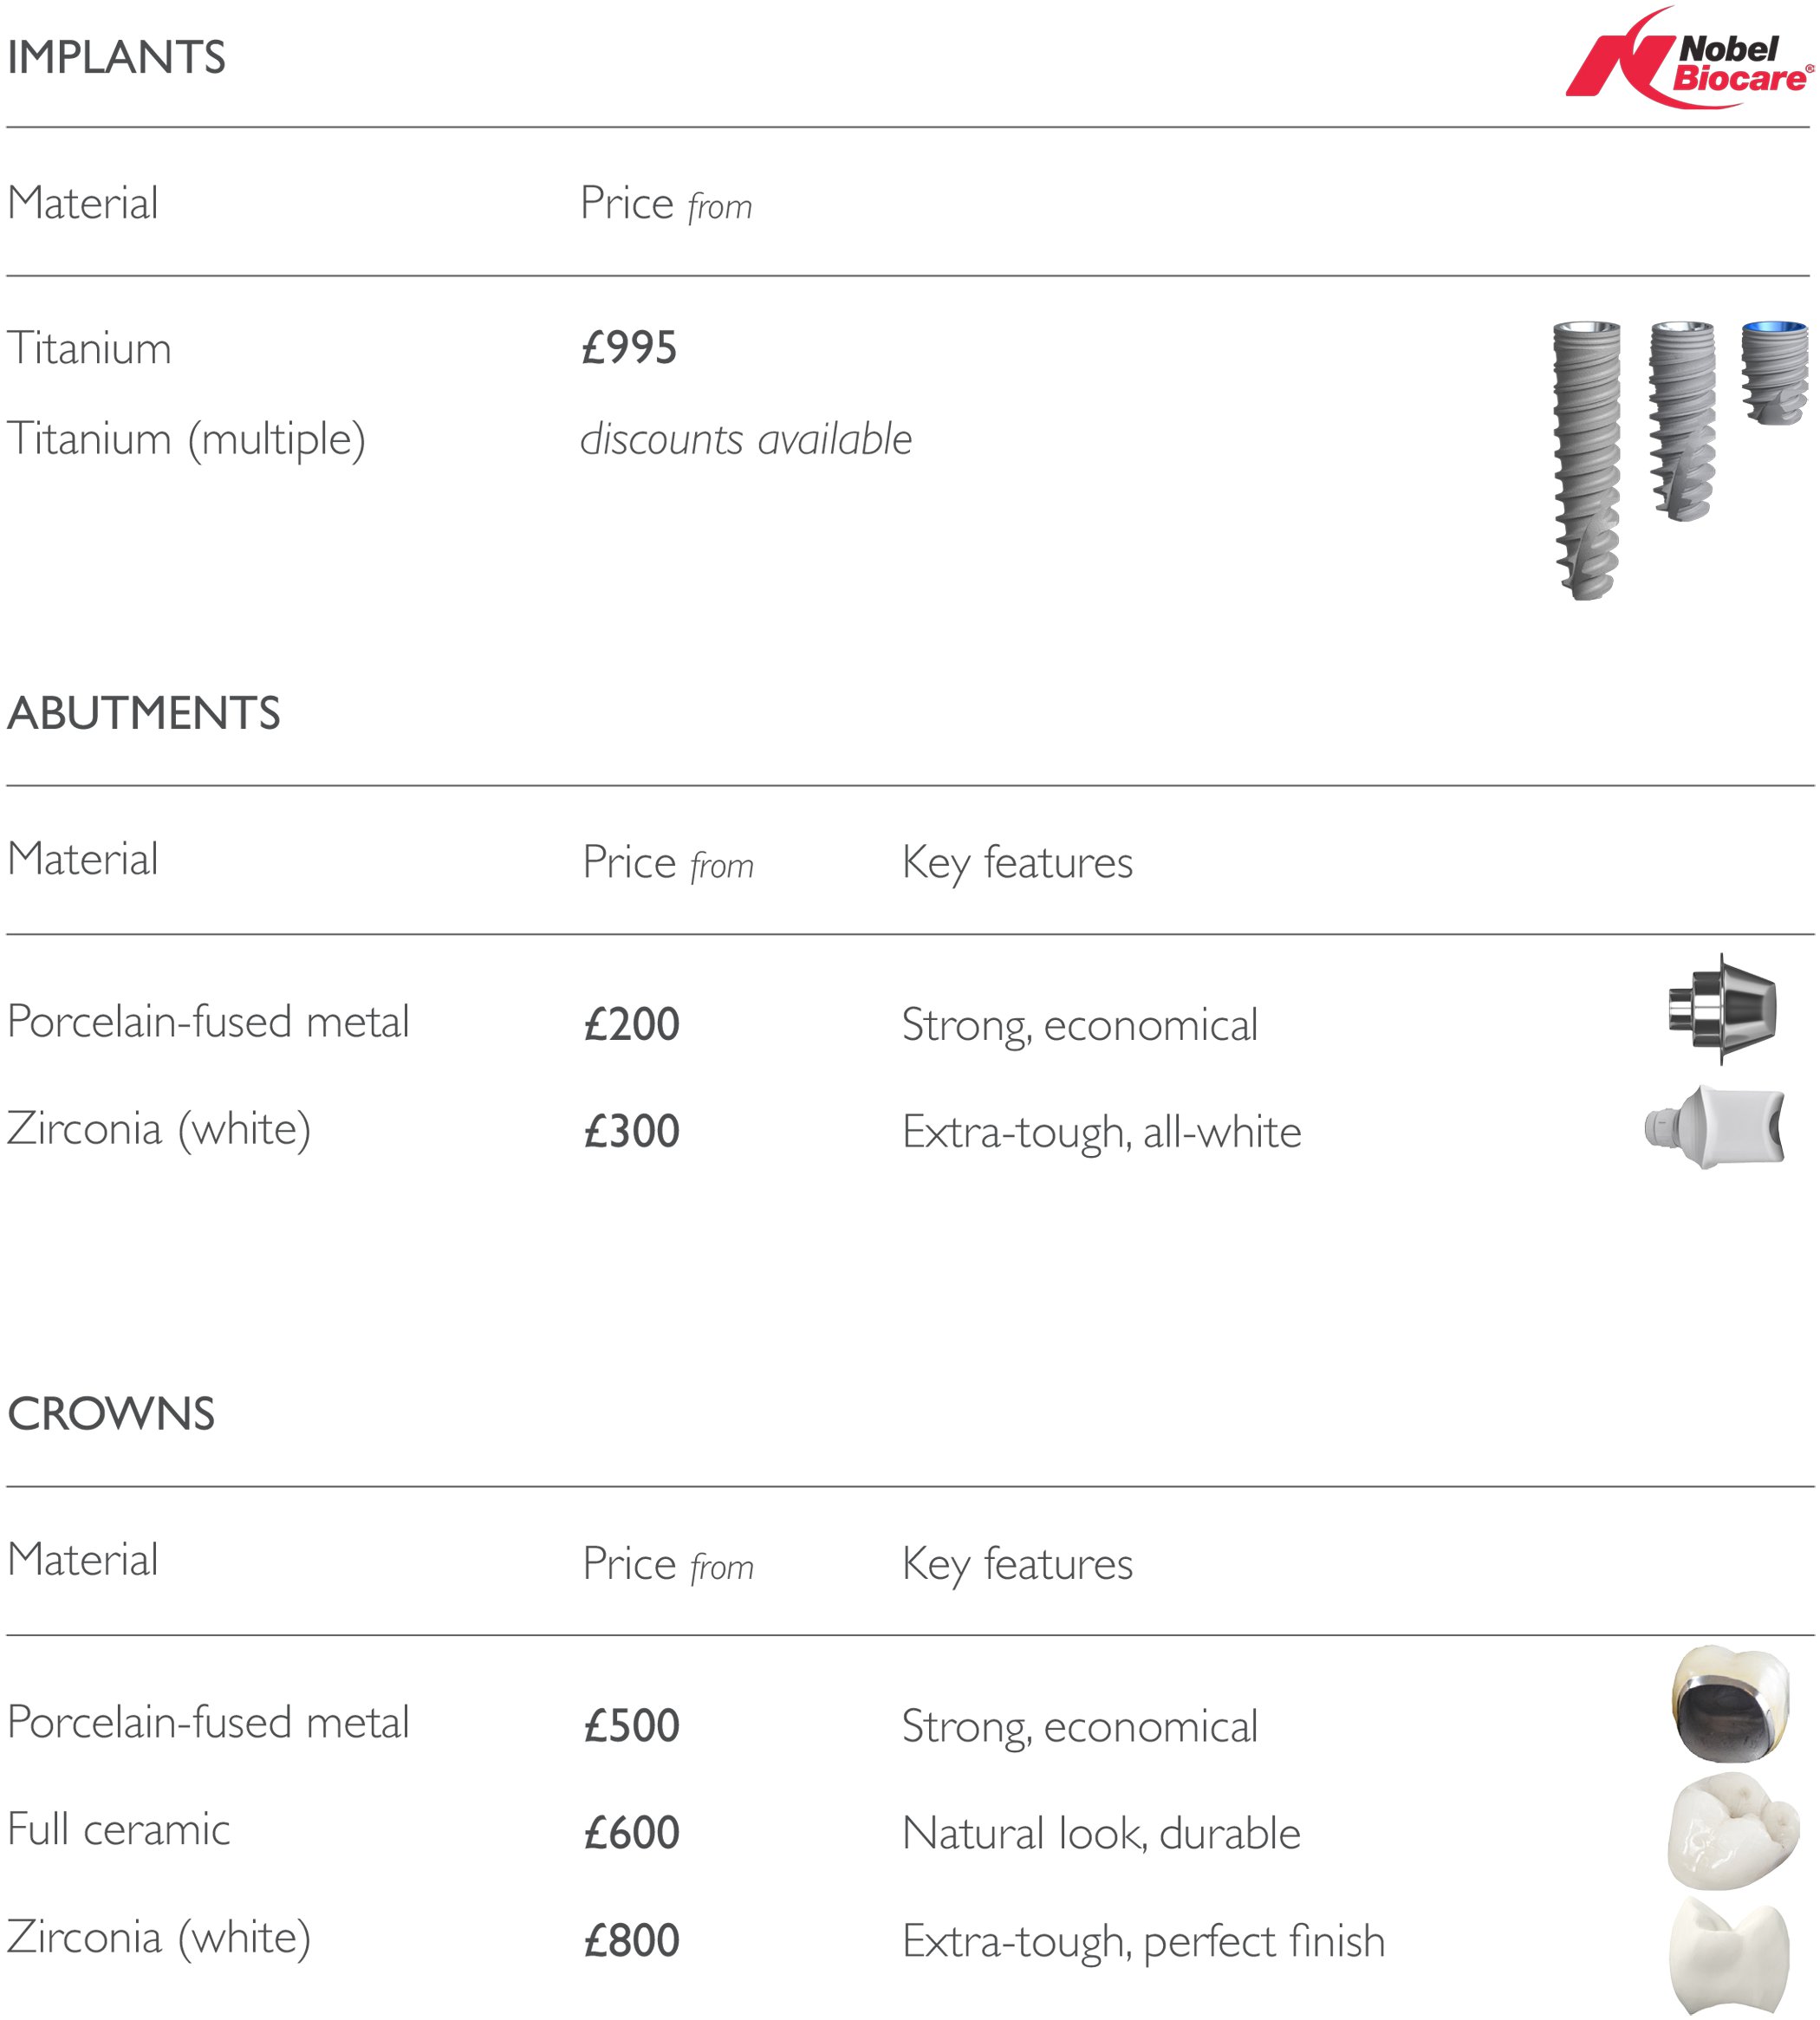 IMPLANTS
Nobel
Biocare®
Material Price from
Titanium £995
Titanium (multiple) discounts available
ABUTMENTS
Material Price from Key features
Porcelain-fused metal £200 Strong, economical
Zirconia (white) £300 Extra-tough, all-white
CROWNS
Material Price from Key features
Porcelain-fused metal £500 Strong, economical
Full ceramic £600 Natural look, durable
Zirconia (white) £800 Extra-tough, perfect finish